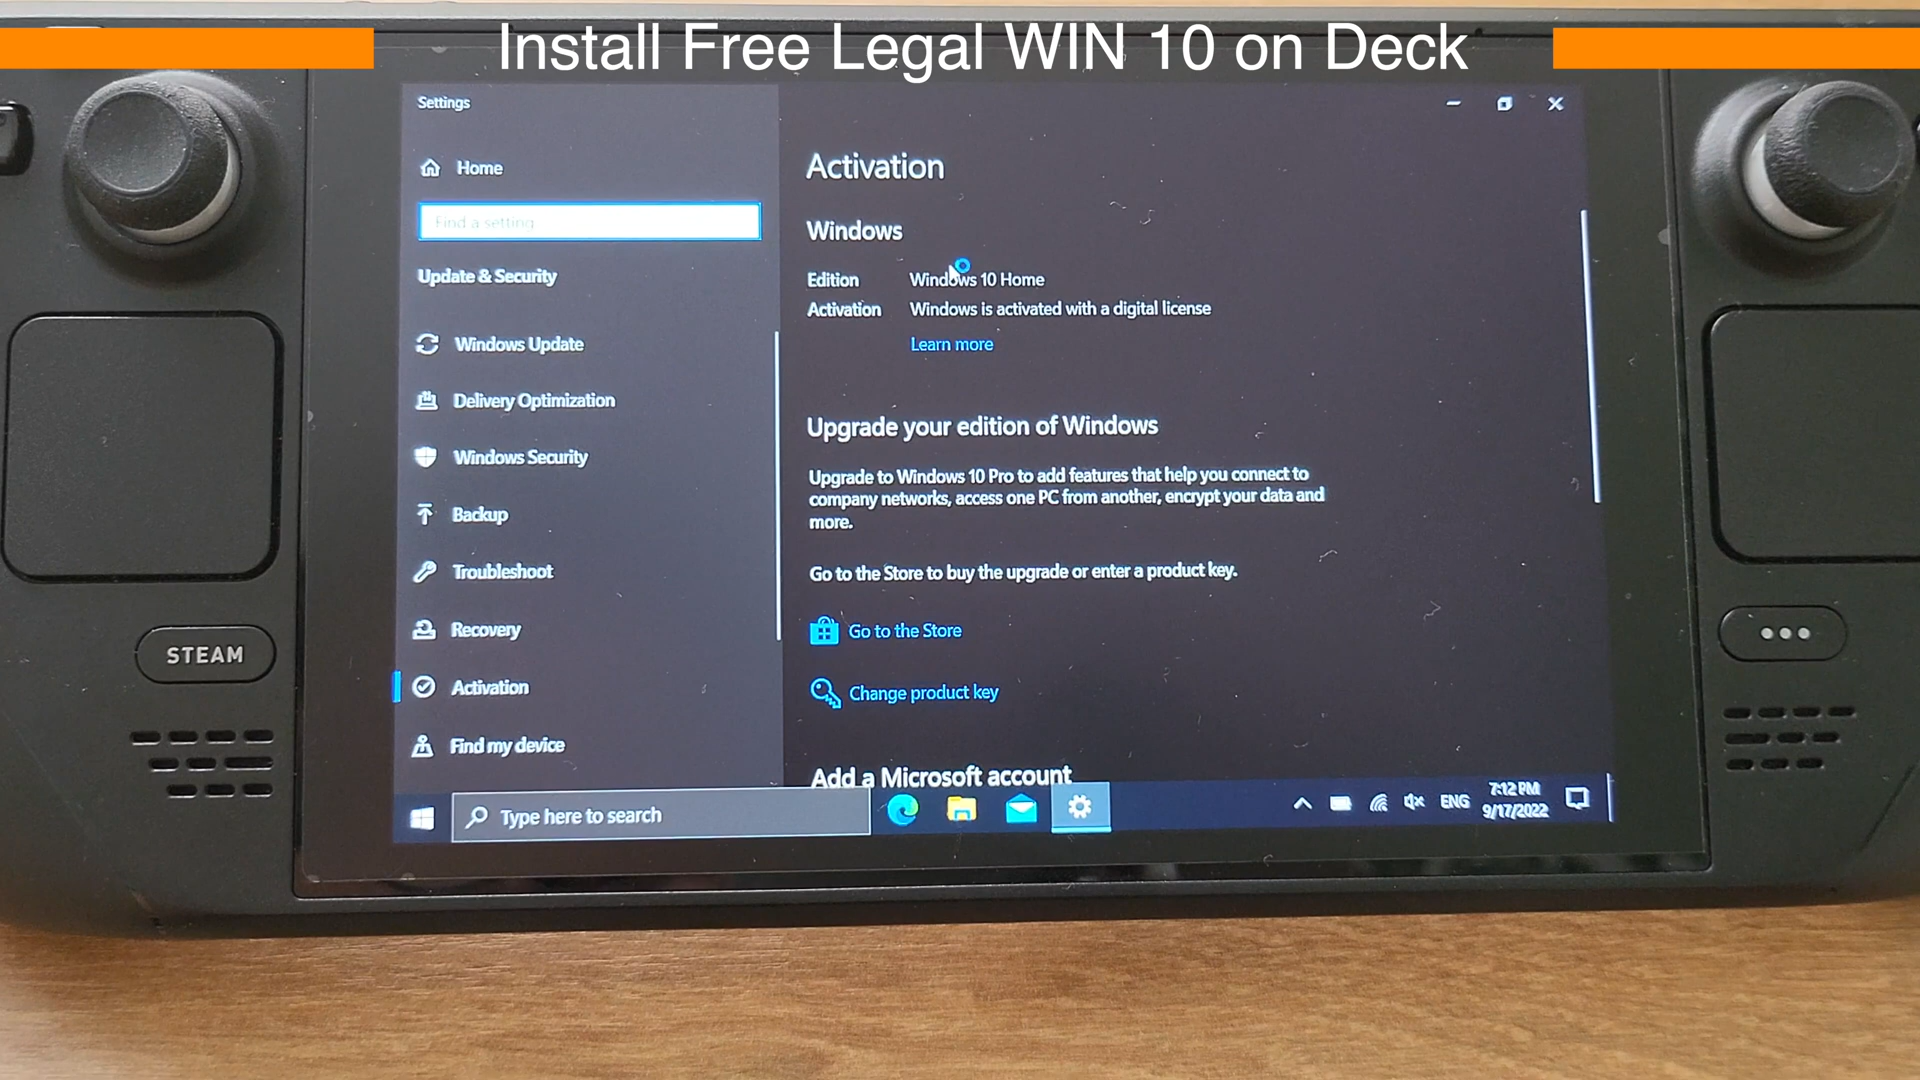 Install Free Legal WIN 10 on Deck
Settings
Home
Find a setting
Update & Security
Windows Update
Delivery Optimization
Windows Security
Backup
Troubleshoot
Recovery
Activation
Find my device
Activation
Windows
Edition Windows 10 Home
Activation Windows is activated with a digital license
Learn more
Upgrade your edition of Windows
Upgrade to Windows 10 Pro to add features that help you connect to
company networks, access one PC from another, encrypt your data and
more.
Go to the Store to buy the upgrade or enter a product key.
Go to the Store
Change product key
Add a Microsoft account
Type here to search
ENG
7:12 PM
9/17/2022
STEAM